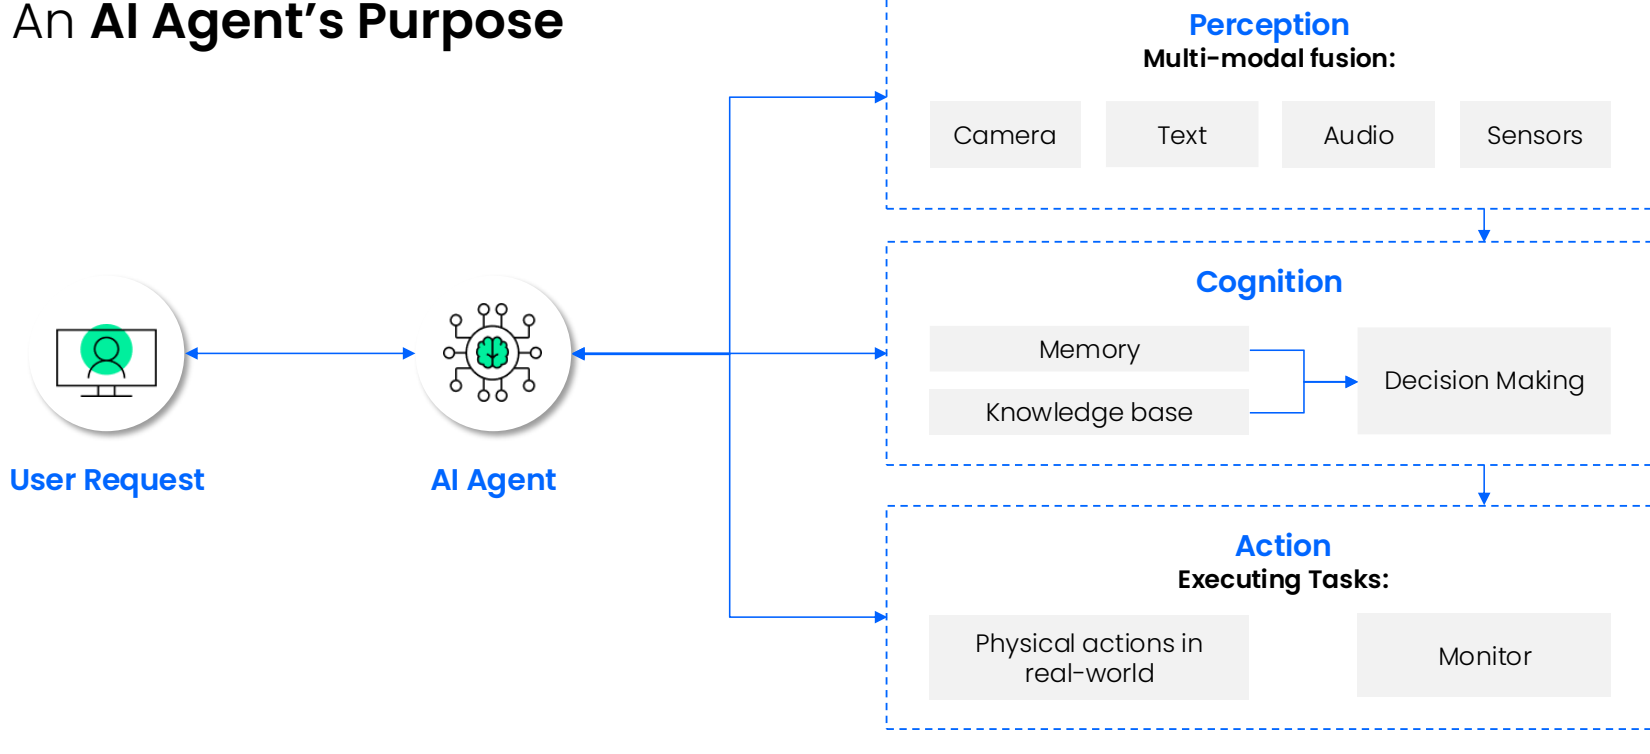 An AI Agent’s Purpose
Perception
Multi-modal fusion:
Camera
Text
Audio
Sensors
Cognition
Memory
Knowledge base
Decision Making
User Request
AI Agent
Action
Executing Tasks:
Physical actions in
real-world
Monitor